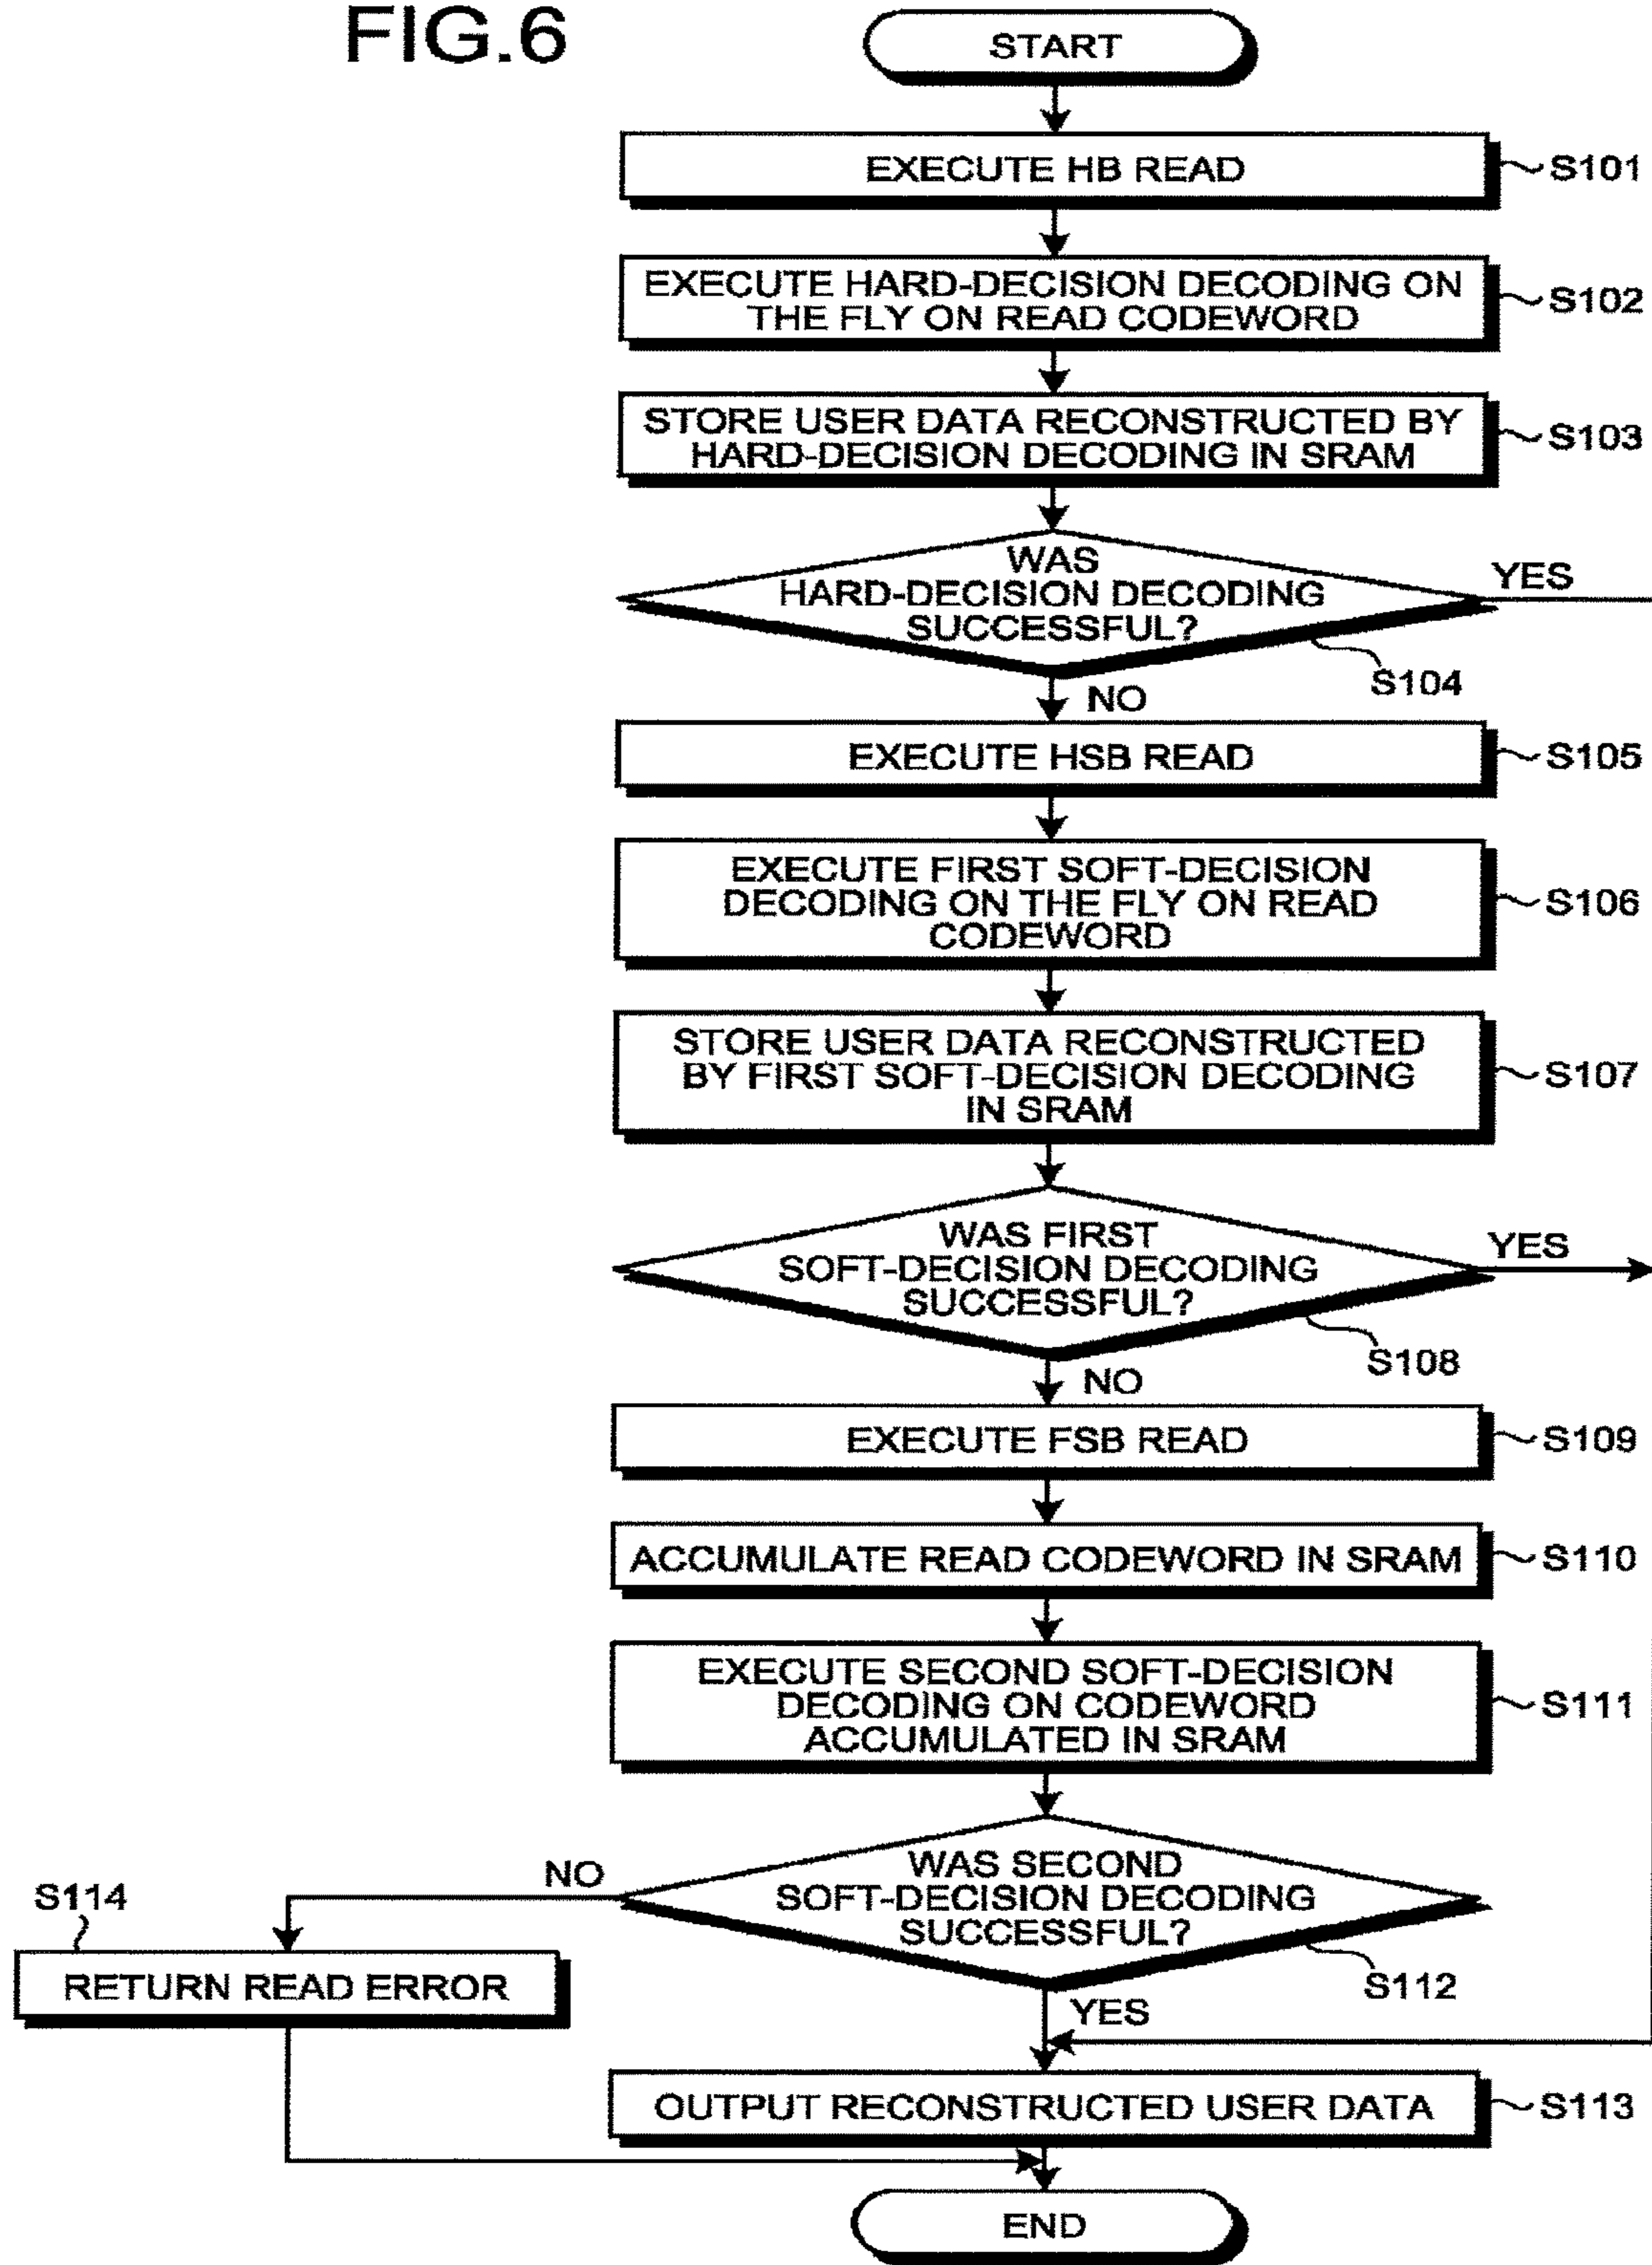 FIG.6
START
EXECUTE HB READ
S101
EXECUTE HARD-DECISION DECODING ON
THE FLY ON READ CODEWORD
S102
STORE USER DATA RECONSTRUCTED BY
HARD-DECISION DECODING IN SRAM
S103
WAS
HARD-DECISION DECODING
SUCCESSFUL?
YES
S104
NO
EXECUTE HSB READ
S105
EXECUTE FIRST SOFT-DECISION
DECODING ON THE FLY ON READ
CODEWORD
S106
STORE USER DATA RECONSTRUCTED
BY FIRST SOFT-DECISION DECODING
IN SRAM
S107
WAS FIRST
SOFT-DECISION DECODING
SUCCESSFUL?
YES
S108
NO
EXECUTE FSB READ
S109
ACCUMULATE READ CODEWORD IN SRAM
S110
EXECUTE SECOND SOFT-DECISION
DECODING ON CODEWORD
ACCUMULATED IN SRAM
S111
WAS SECOND
SOFT-DECISION DECODING
SUCCESSFUL?
NO
S114
RETURN READ ERROR
S112
YES
OUTPUT RECONSTRUCTED USER DATA
S113
END